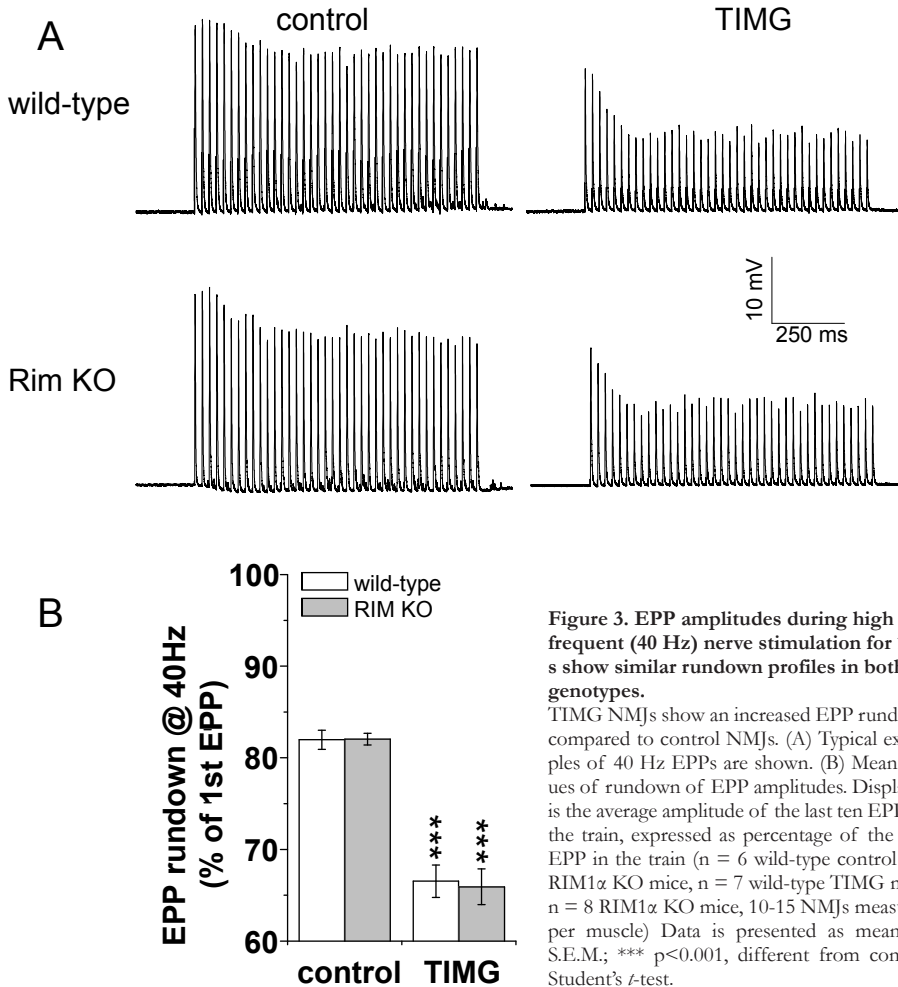 A
control
TIMG
wild-type
10 mV
250 ms
Rim KO
B
EPP rundown @ 40Hz
(% of 1st EPP)
100
90
80
70
60
wild-type
RIM KO
***
***
control
TIMG
Figure 3. EPP amplitudes during high
frequent (40 Hz) nerve stimulation for
s show similar rundown profiles in both
genotypes.
TIMG NMJs show an increased EPP rund
compared to control NMJs. (A) Typical ex
ples of 40 Hz EPPs are shown. (B) Mean
ues of rundown of EPP amplitudes. Displ
is the average amplitude of the last ten EPP
the train, expressed as percentage of the
EPP in the train (n = 6 wild-type control
RIM1α KO mice, n = 7 wild-type TIMG
n = 8 RIM1α KO mice, 10-15 NMJs meas
per muscle) Data is presented as mean
S.E.M.; *** p<0.001, different from con
Student's t-test.